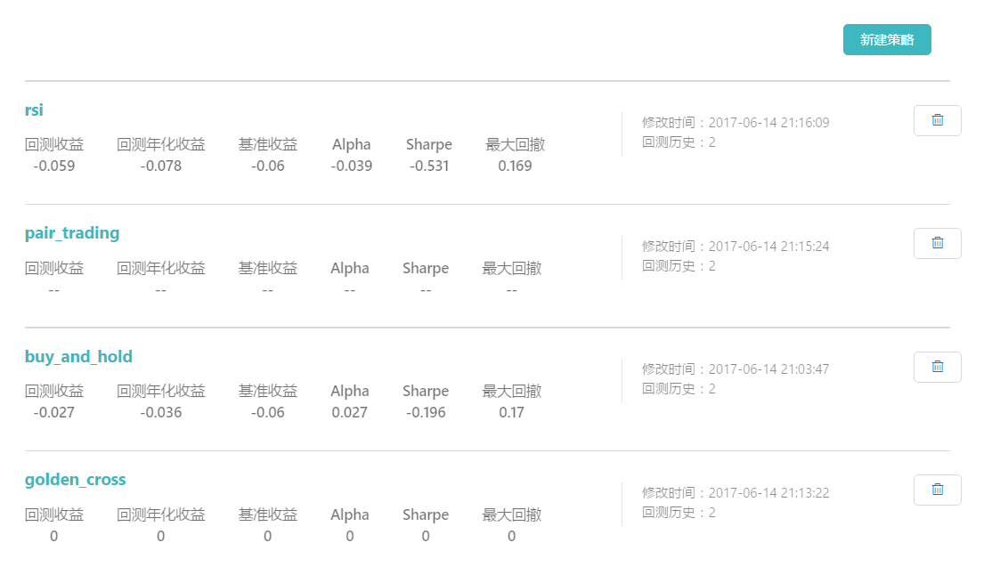 新建策略
rsi
回测收益 回测年化收益 基准收益 Alpha Sharpe 最大回撤
-0.059 -0.078 -0.06 -0.039 -0.531 0.169
修改时间：2017-06-14 21:16:09
回测历史：2
pair_trading
回测收益 回测年化收益 基准收益 Alpha Sharpe 最大回撤
-- -- -- -- -- --
修改时间：2017-06-14 21:15:24
回测历史：2
buy_and_hold
回测收益 回测年化收益 基准收益 Alpha Sharpe 最大回撤
-0.027 -0.036 -0.06 0.027 -0.196 0.17
修改时间：2017-06-14 21:03:47
回测历史：2
golden_cross
回测收益 回测年化收益 基准收益 Alpha Sharpe 最大回撤
0 0 0 0 0 0
修改时间：2017-06-14 21:13:22
回测历史：2